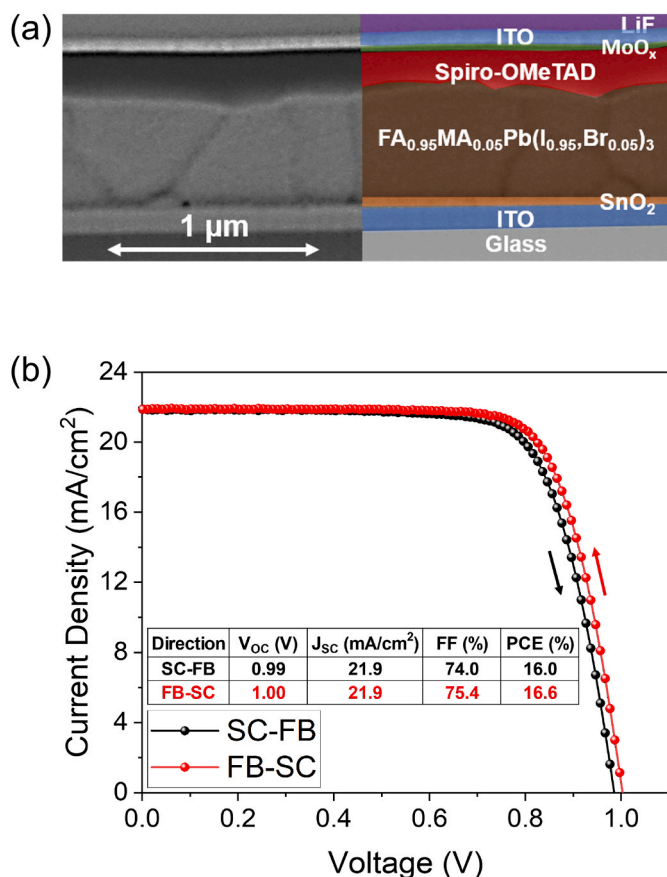 (a)
LiF
ITO
MoOₓ
Spiro-OMeTAD
FA₀.₉₅MA₀.₀₅Pb(I₀.₉₅,Br₀.₀₅)₃
SnO₂
ITO
Glass
1 µm
(b)
Current Density (mA/cm²)
24
20
16
12
8
4
0
Direction V_OC (V) J_SC (mA/cm²) FF (%) PCE (%)
SC-FB 0.99 21.9 74.0 16.0
FB-SC 1.00 21.9 75.4 16.6
SC-FB
FB-SC
0.0 0.2 0.4 0.6 0.8 1.0
Voltage (V)